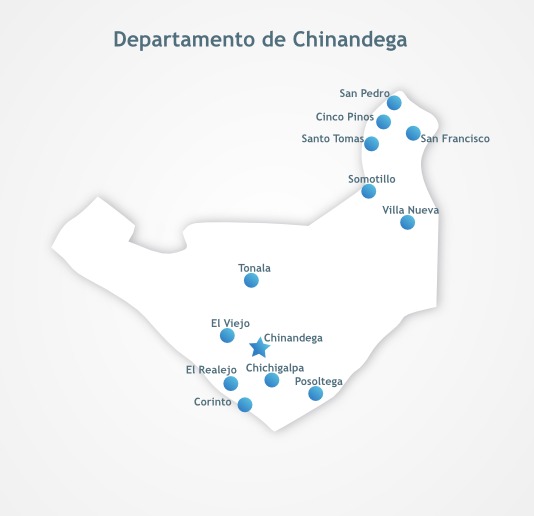 Departamento de Chinandega
San Pedro
Cinco Pinos
Santo Tomas
San Francisco
Somotillo
Villa Nueva
Tonala
El Viejo
Chinandega
El Realejo
Chichigalpa
Posoltega
Corinto